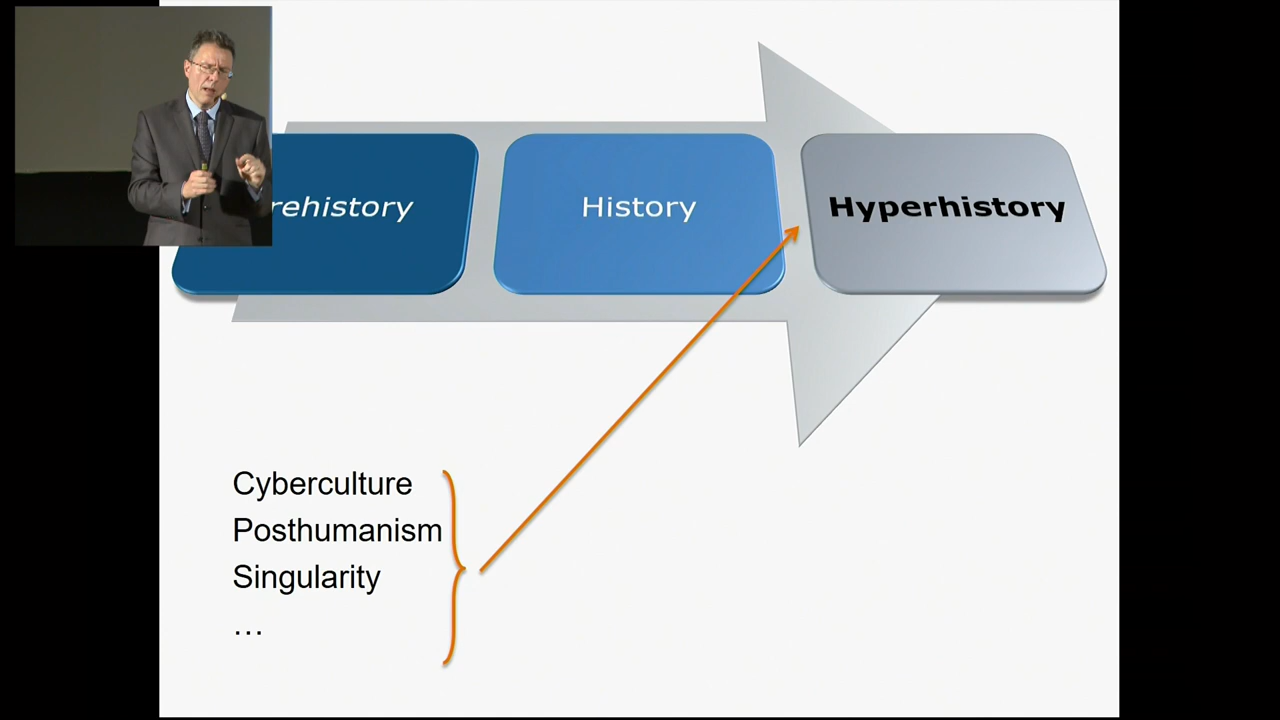 rehistory
History
Hyperhistory
Cyberculture
Posthumanism
Singularity
…